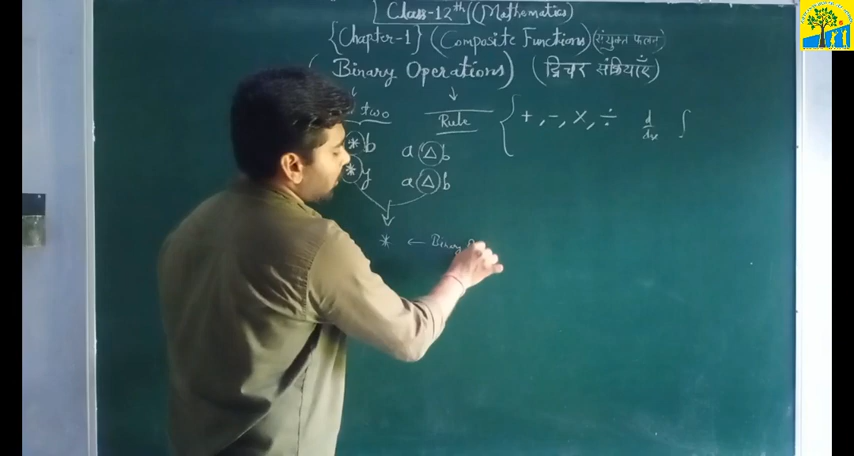 Class-12th (Mathematics)
{Chapter-1} (Composite Functions) (संयुक्त फलन)
(Binary Operations) (द्विचर संक्रियाएँ)
two Rule { +, -, ×, ÷ d/dx ∫
*b a △ b
*y a △ b
* ← Binary